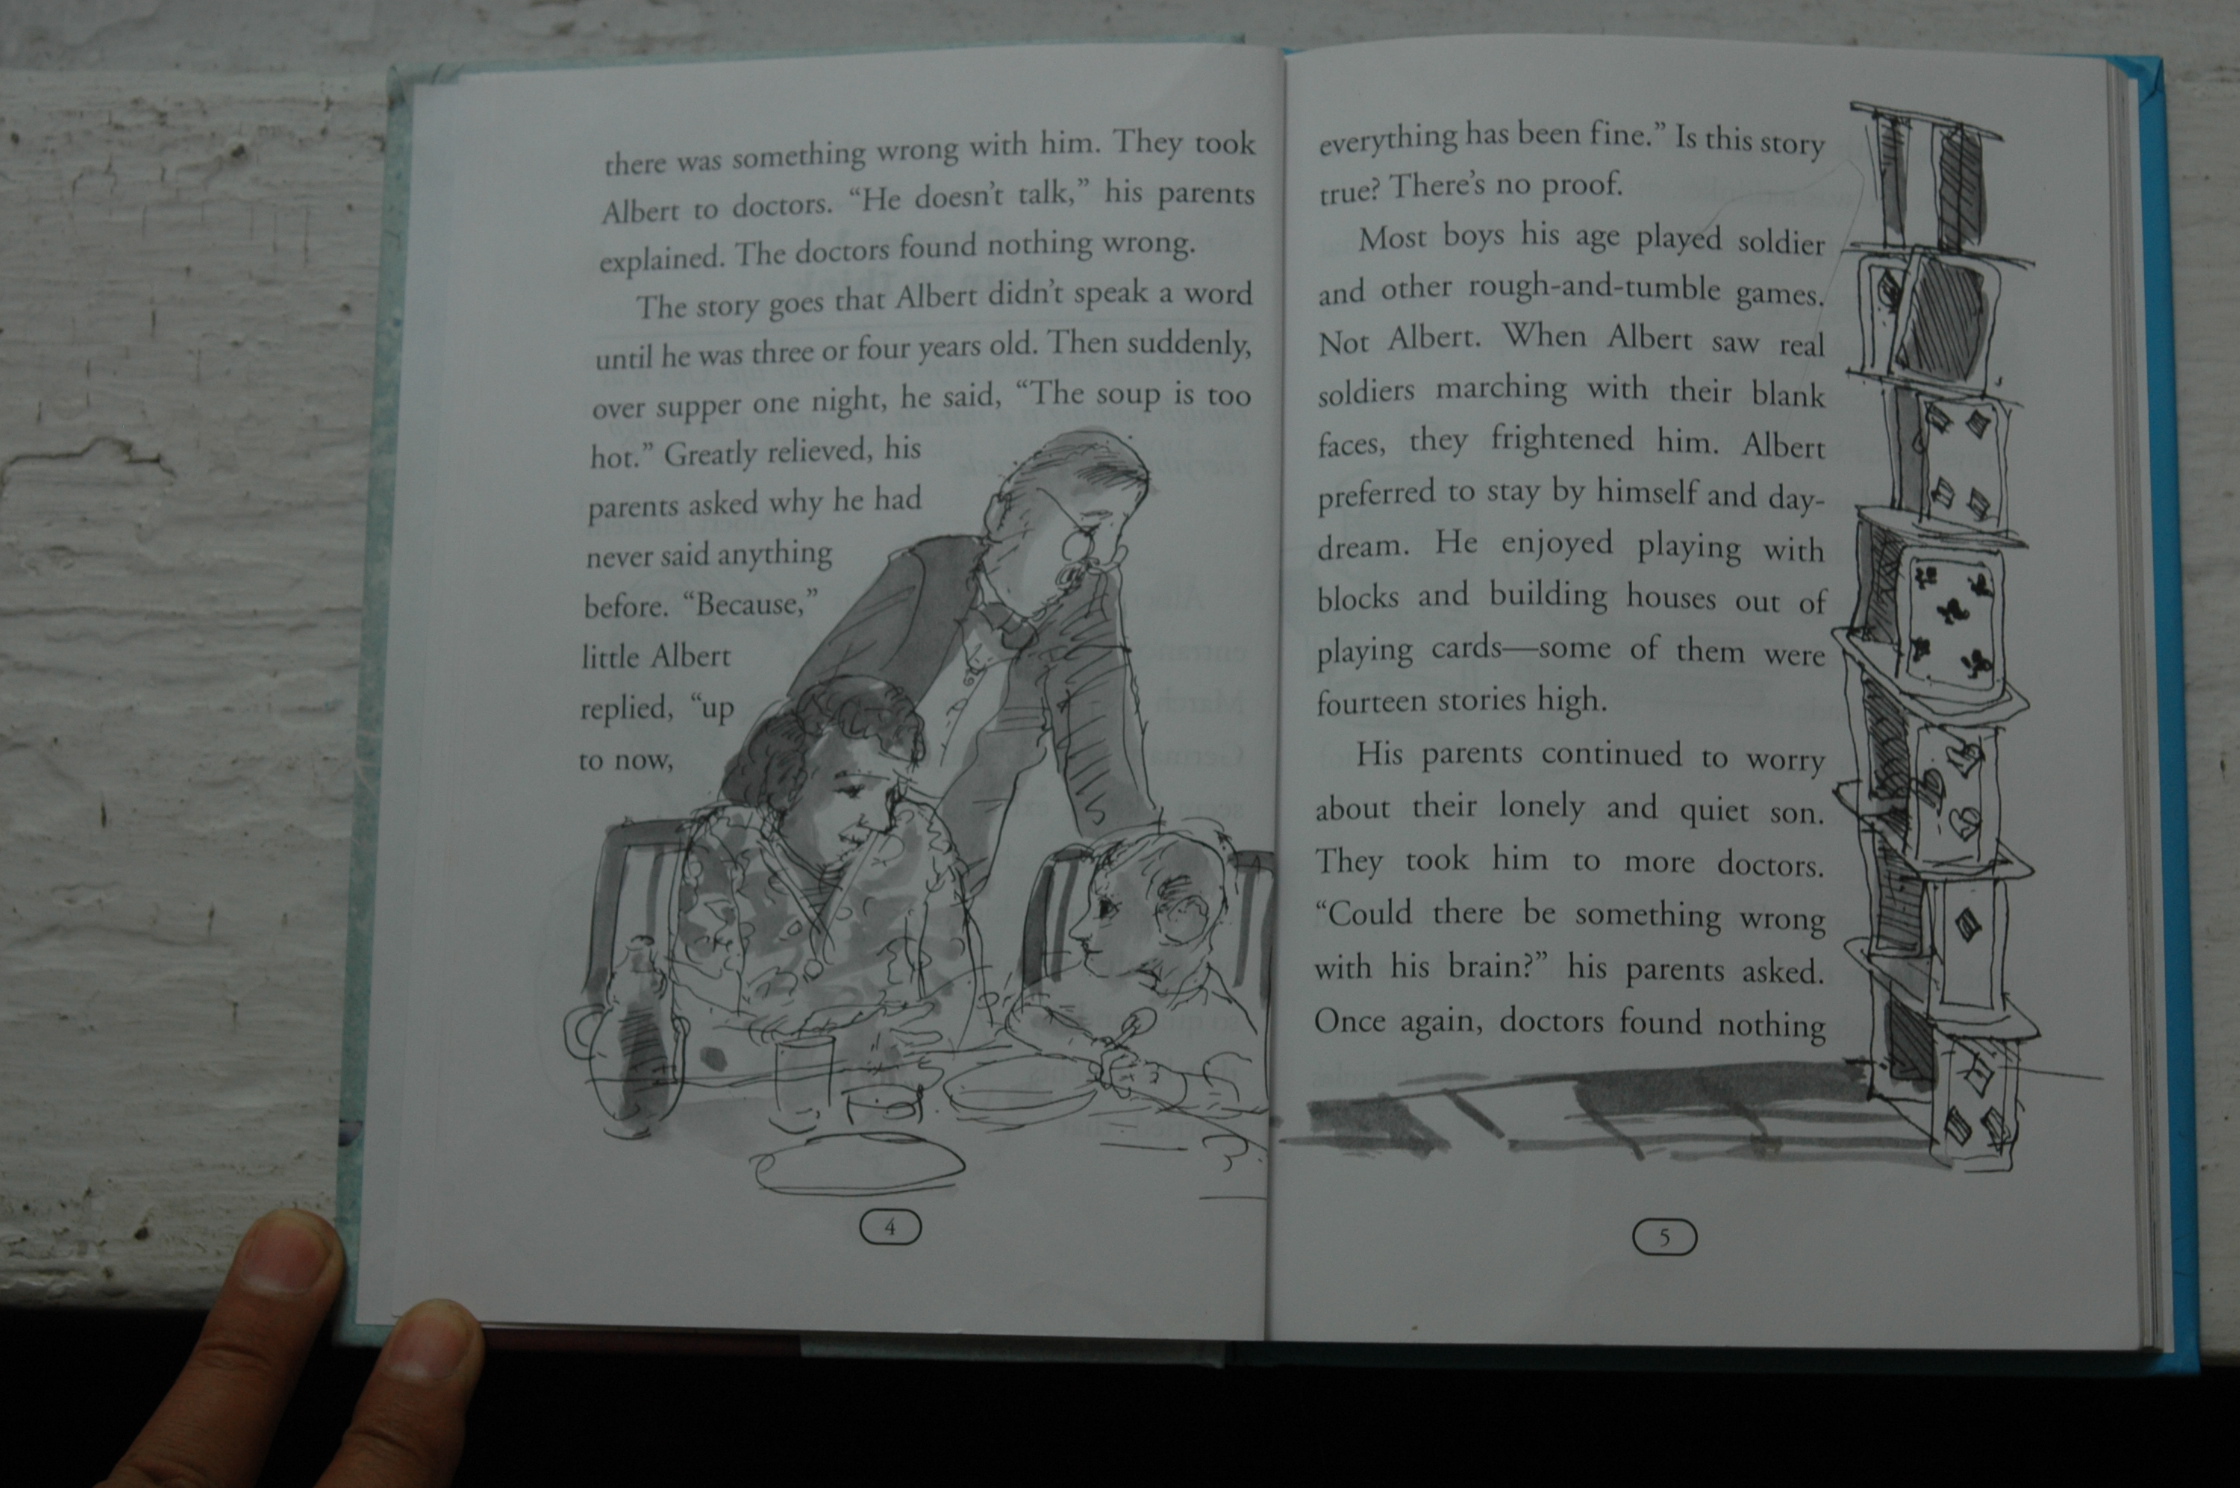 there was something wrong with him. They took
Albert to doctors. “He doesn’t talk,” his parents
explained. The doctors found nothing wrong.
The story goes that Albert didn’t speak a word
until he was three or four years old. Then suddenly,
over supper one night, he said, “The soup is too
hot.” Greatly relieved, his
parents asked why he had
never said anything
before. “Because,”
little Albert
replied, “up
to now,
4
everything has been fine.” Is this story
true? There’s no proof.
Most boys his age played soldier
and other rough-and-tumble games.
Not Albert. When Albert saw real
soldiers marching with their blank
faces, they frightened him. Albert
preferred to stay by himself and day-
dream. He enjoyed playing with
blocks and building houses out of
playing cards—some of them were
fourteen stories high.
His parents continued to worry
about their lonely and quiet son.
They took him to more doctors.
“Could there be something wrong
with his brain?” his parents asked.
Once again, doctors found nothing
5